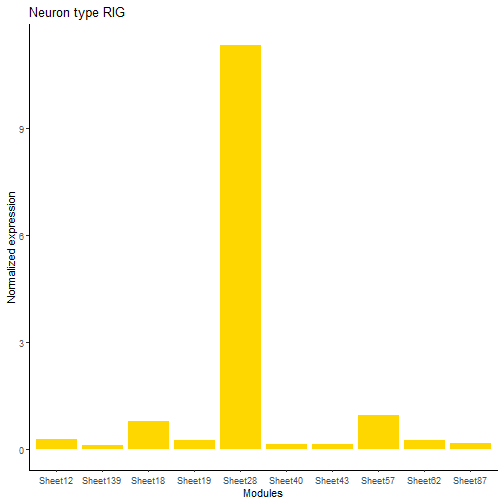 Neuron type RIG
Normalized expression
9
6
3
0
Sheet12 Sheet139 Sheet18 Sheet19 Sheet28 Sheet40 Sheet43 Sheet57 Sheet62 Sheet87
Modules